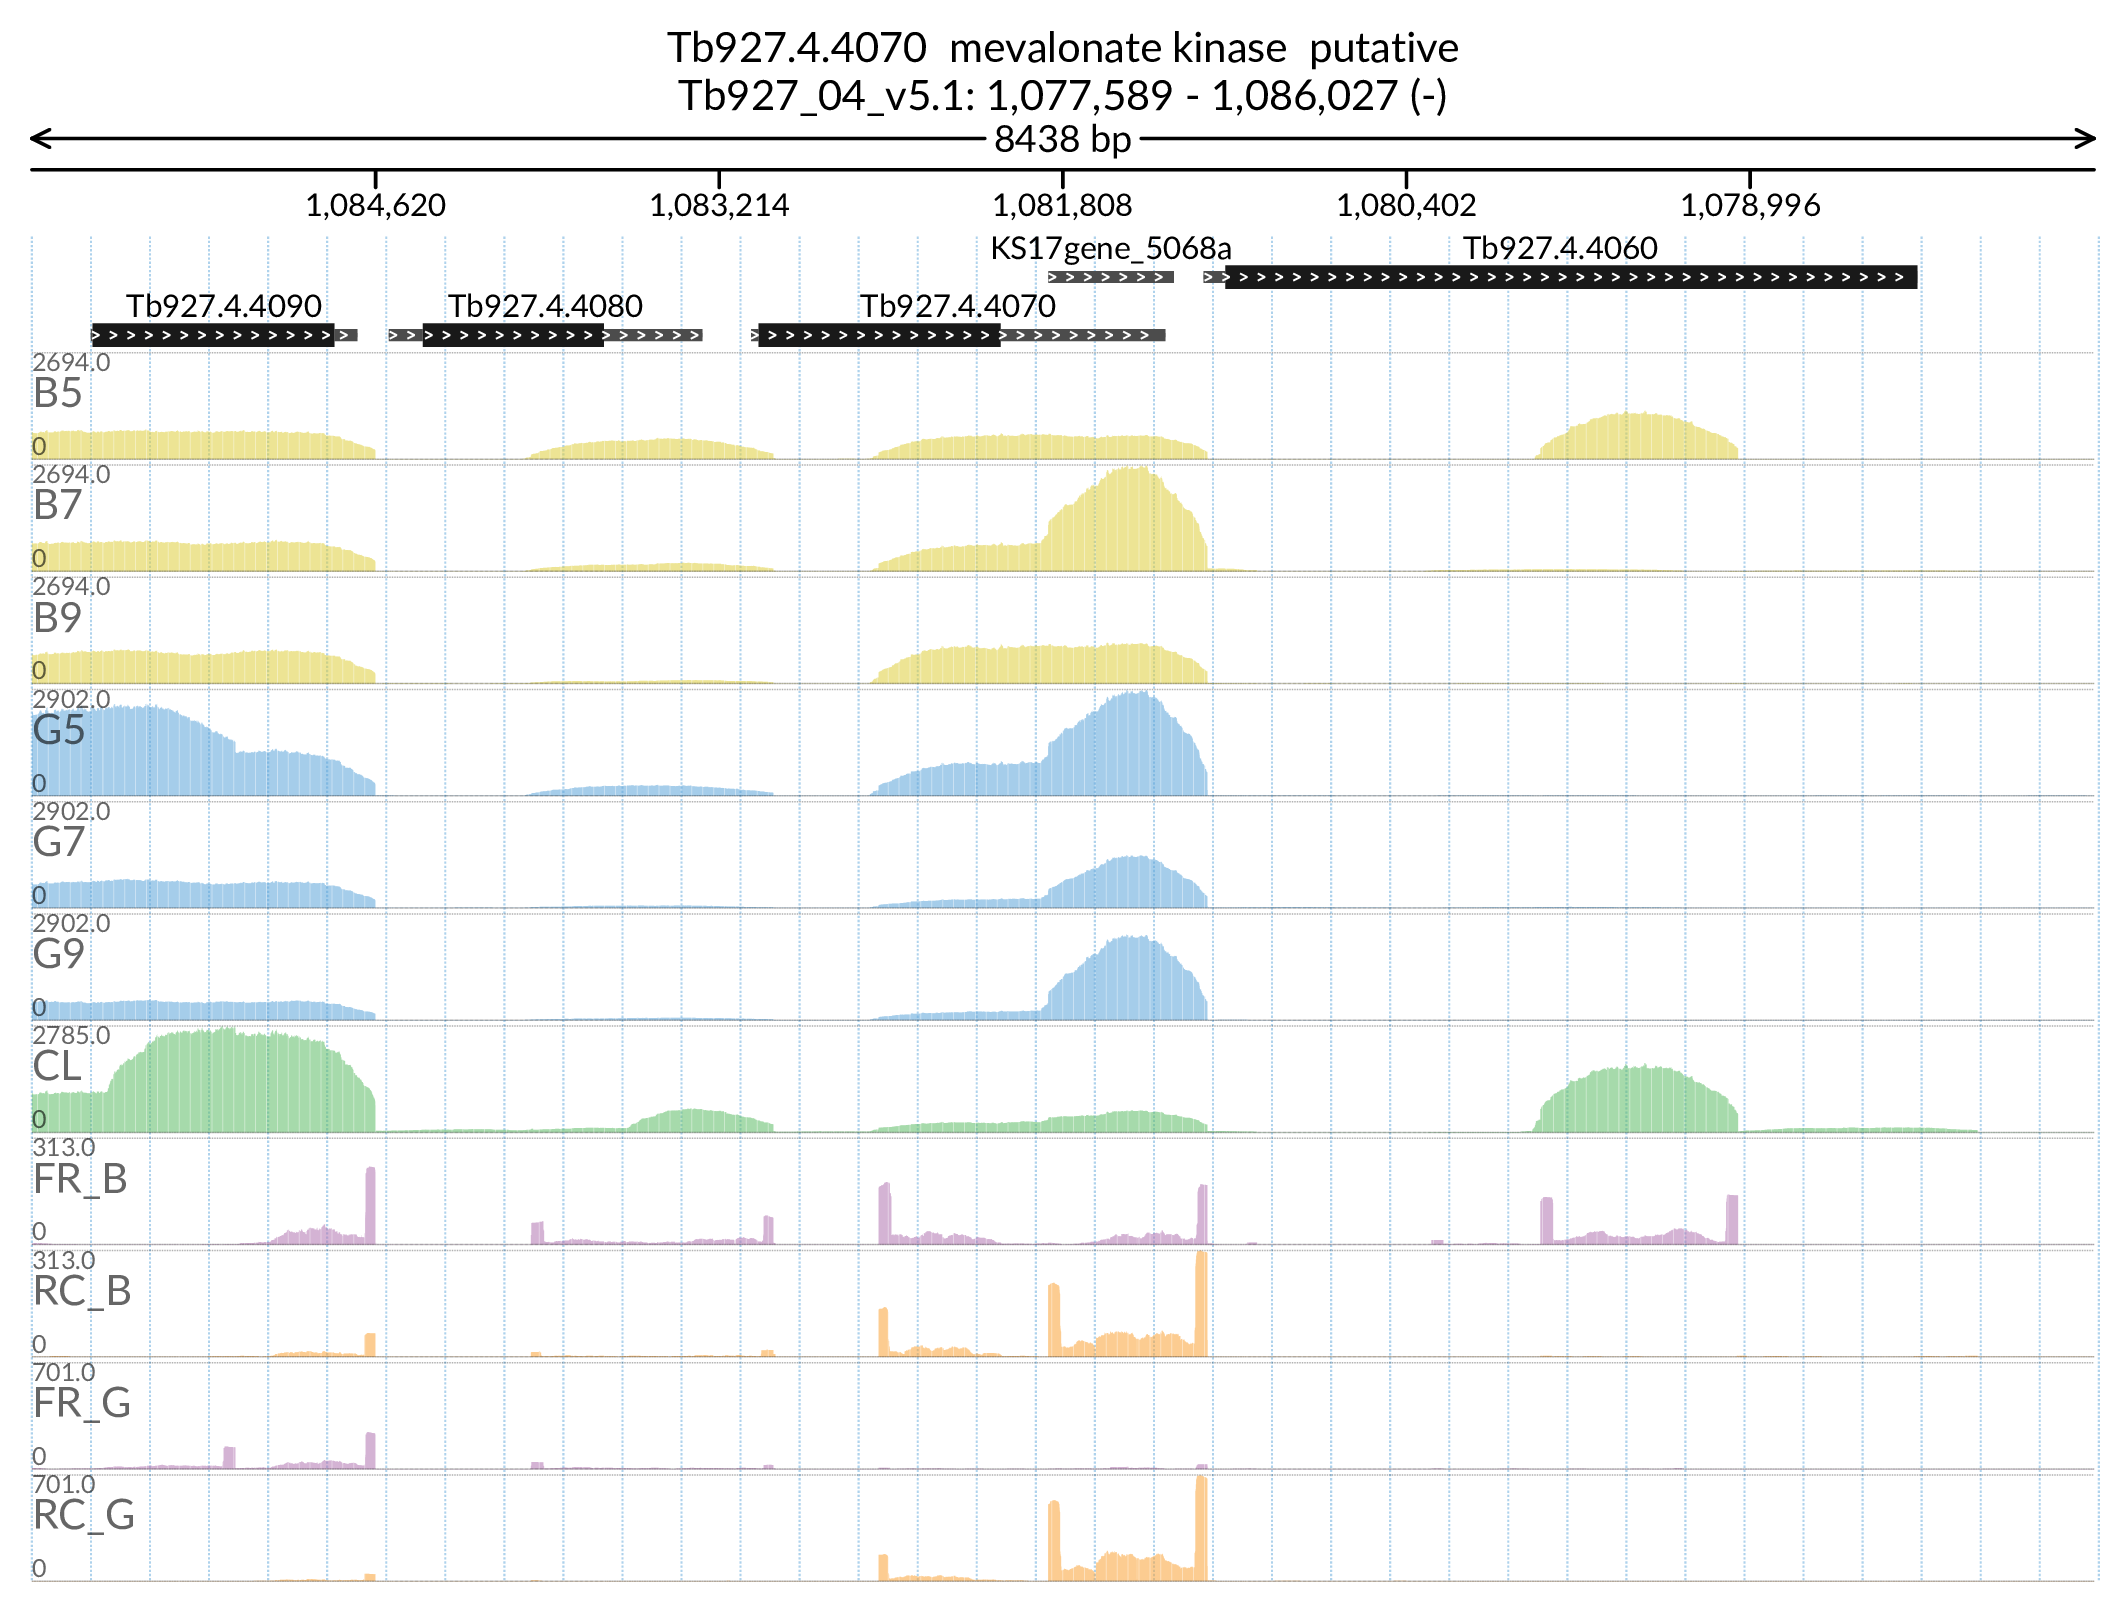 Tb927.4.4070 mevalonate kinase putative
Tb927_04_v5.1: 1,077,589 - 1,086,027 (-)
8438 bp
1,084,620 1,083,214 1,081,808 1,080,402 1,078,996
KS17gene_5068a Tb927.4.4060
Tb927.4.4090 Tb927.4.4080 Tb927.4.4070
2694.0
B5
0
2694.0
B7
0
2694.0
B9
0
2902.0
G5
0
2902.0
G7
0
2902.0
G9
0
2785.0
CL
0
313.0
FR_B
0
313.0
RC_B
0
701.0
FR_G
0
701.0
RC_G
0